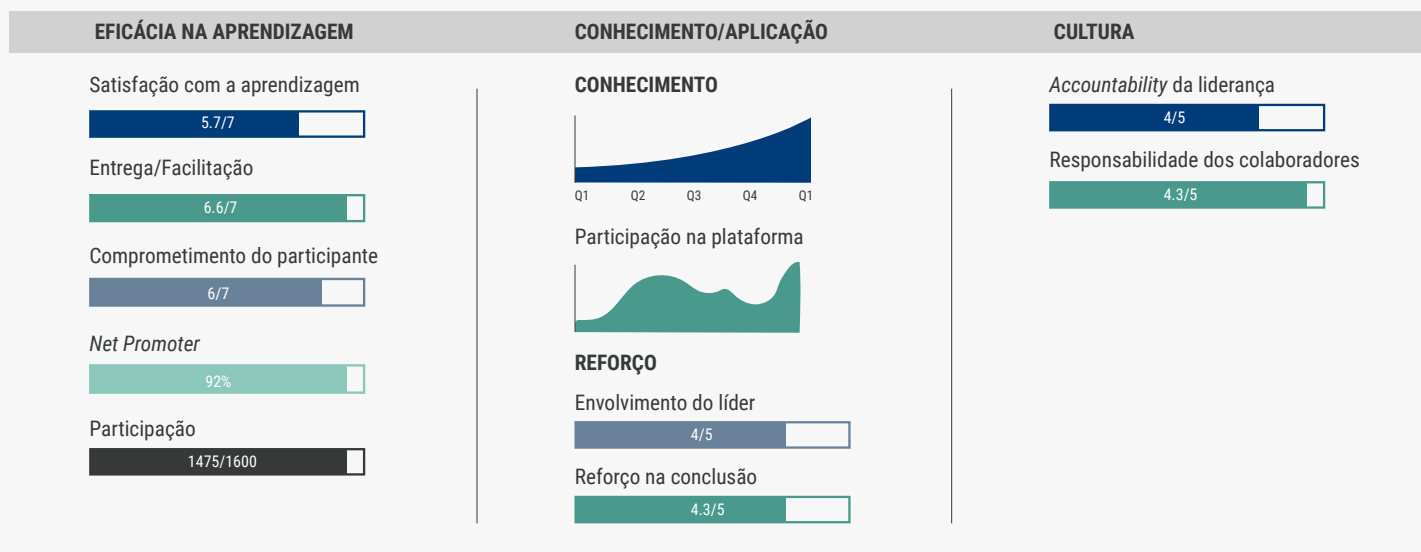 EFICÁCIA NA APRENDIZAGEM
Satisfação com a aprendizagem
5.7/7
Entrega/Facilitação
6.6/7
Comprometimento do participante
6/7
Net Promoter
92%
Participação
1475/1600
CONHECIMENTO/APLICAÇÃO
CONHECIMENTO
Q1 Q2 Q3 Q4 Q1
Participação na plataforma
REFORÇO
Envolvimento do líder
4/5
Reforço na conclusão
4.3/5
CULTURA
Accountability da liderança
4/5
Responsabilidade dos colaboradores
4.3/5